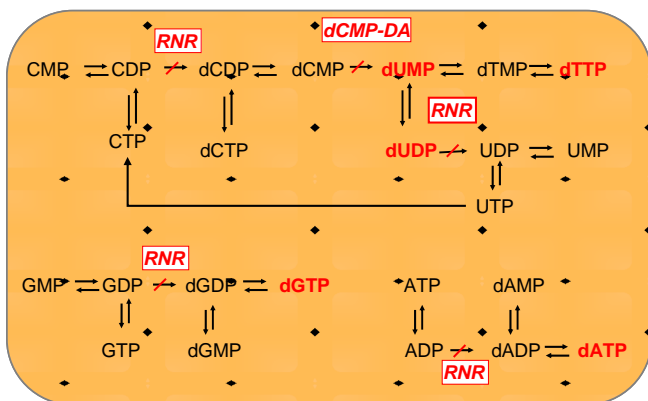 RNR dCMP-DA
CMP CDP dCDP dCMP dUMP dTMP dTTP
RNR
CTP dCTP dUDP UDP UMP
UTP
RNR
GMP GDP dGDP dGTP ATP dAMP
GTP dGMP ADP dADP dATP
RNR